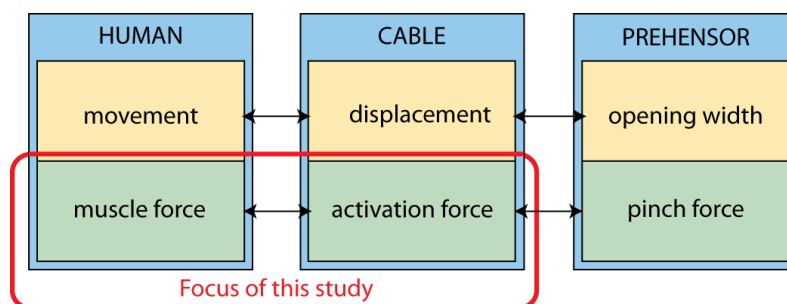 HUMAN
CABLE
PREHENSOR
movement
displacement
opening width
muscle force
activation force
pinch force
Focus of this study